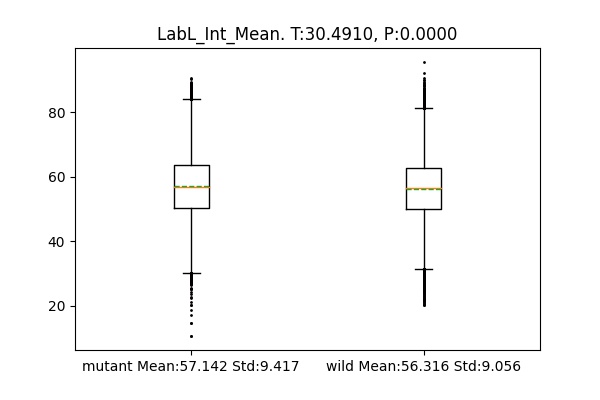 LabL_Int_Mean. T:30.4910, P:0.0000
80
60
40
20
mutant Mean:57.142 Std:9.417 wild Mean:56.316 Std:9.056